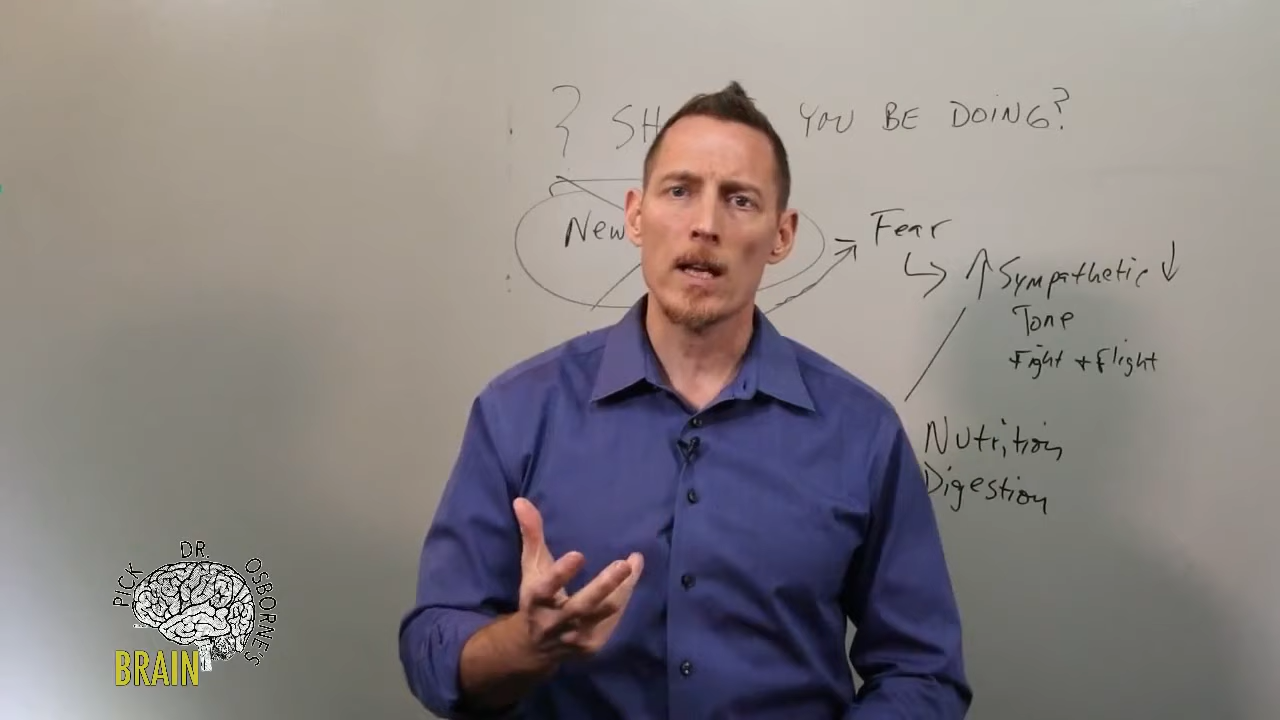 ? SH YOU BE DOING?
New
Fear
↑ Sympathetic ↓
Tone
Fight + Flight
Nutrition
Digestion
PICK DR. OSBORNE'S
BRAIN